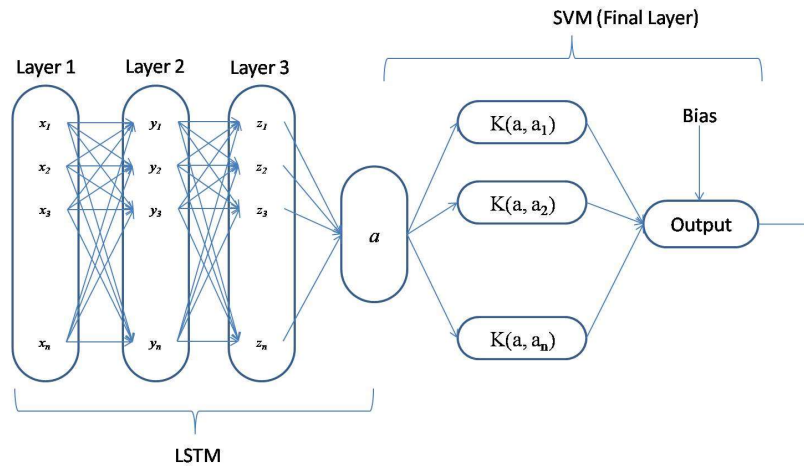 SVM (Final Layer)
Layer 1 Layer 2 Layer 3
x1 y1 z1
x2 y2 z2
x3 y3 z3
xn yn zn
a
K(a, a1)
K(a, a2)
K(a, an)
Bias
Output
LSTM